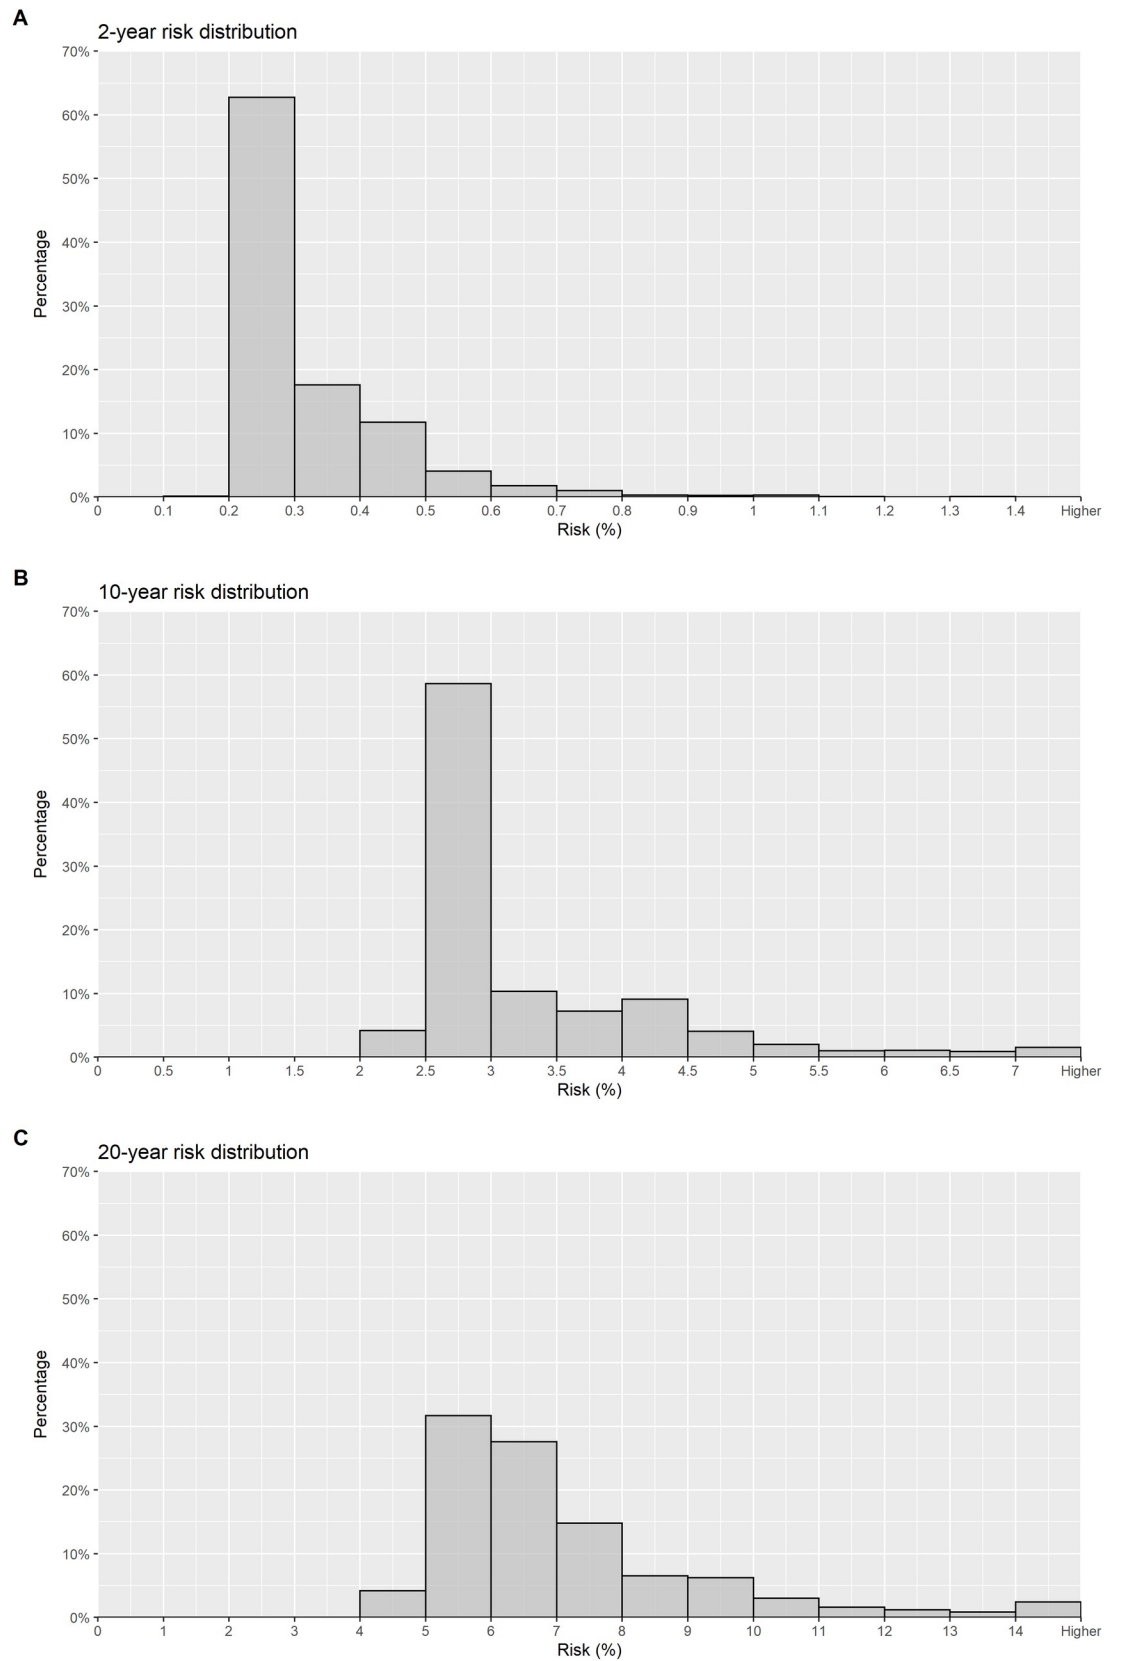 A
2-year risk distribution
70%
60%
50%
40%
30%
20%
10%
0%
Percentage
0 0.1 0.2 0.3 0.4 0.5 0.6 0.7 0.8 0.9 1 1.1 1.2 1.3 1.4 Higher
Risk (%)
B
10-year risk distribution
70%
60%
50%
40%
30%
20%
10%
0%
Percentage
0 0.5 1 1.5 2 2.5 3 3.5 4 4.5 5 5.5 6 6.5 7 Higher
Risk (%)
C
20-year risk distribution
70%
60%
50%
40%
30%
20%
10%
0%
Percentage
0 1 2 3 4 5 6 7 8 9 10 11 12 13 14 Higher
Risk (%)